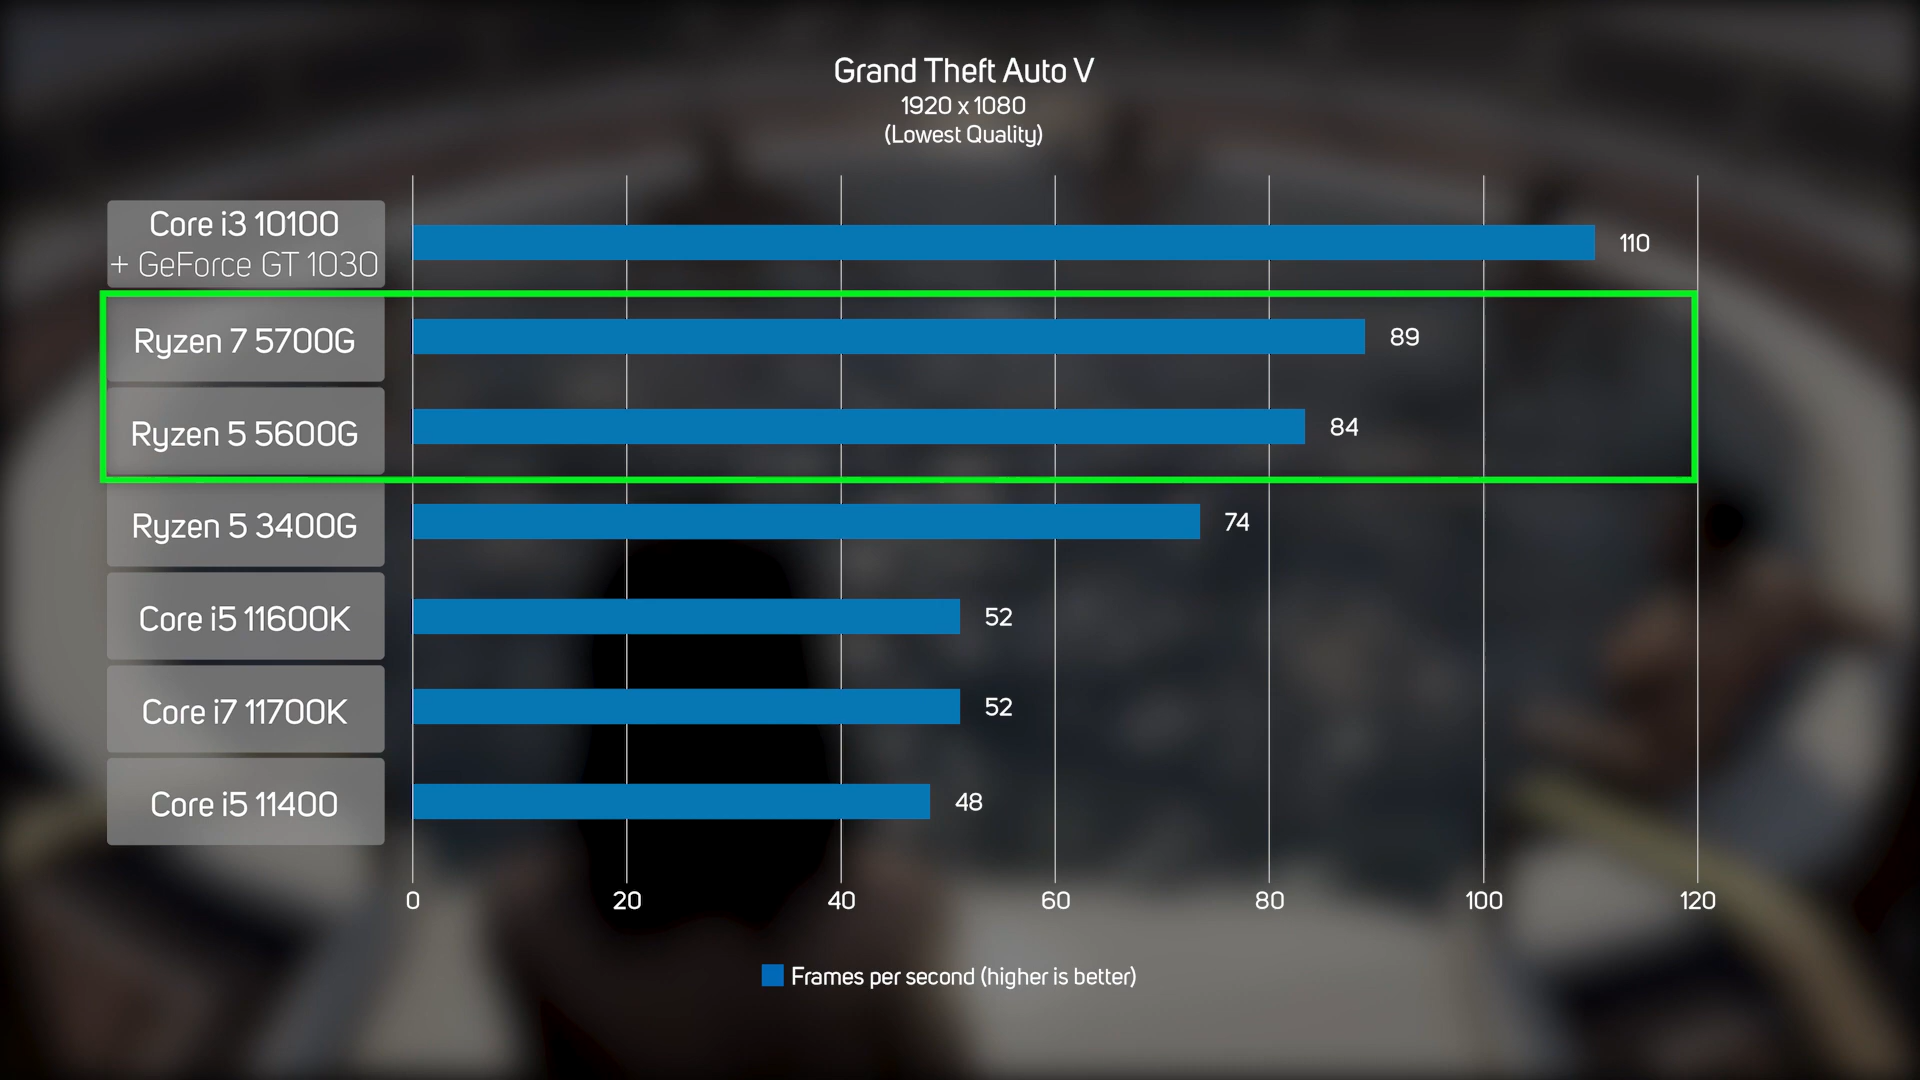 Grand Theft Auto V
1920 x 1080
(Lowest Quality)
Core i3 10100
+ GeForce GT 1030
110
Ryzen 7 5700G
89
Ryzen 5 5600G
84
Ryzen 5 3400G
74
Core i5 11600K
52
Core i7 11700K
52
Core i5 11400
48
0 20 40 60 80 100 120
Frames per second (higher is better)